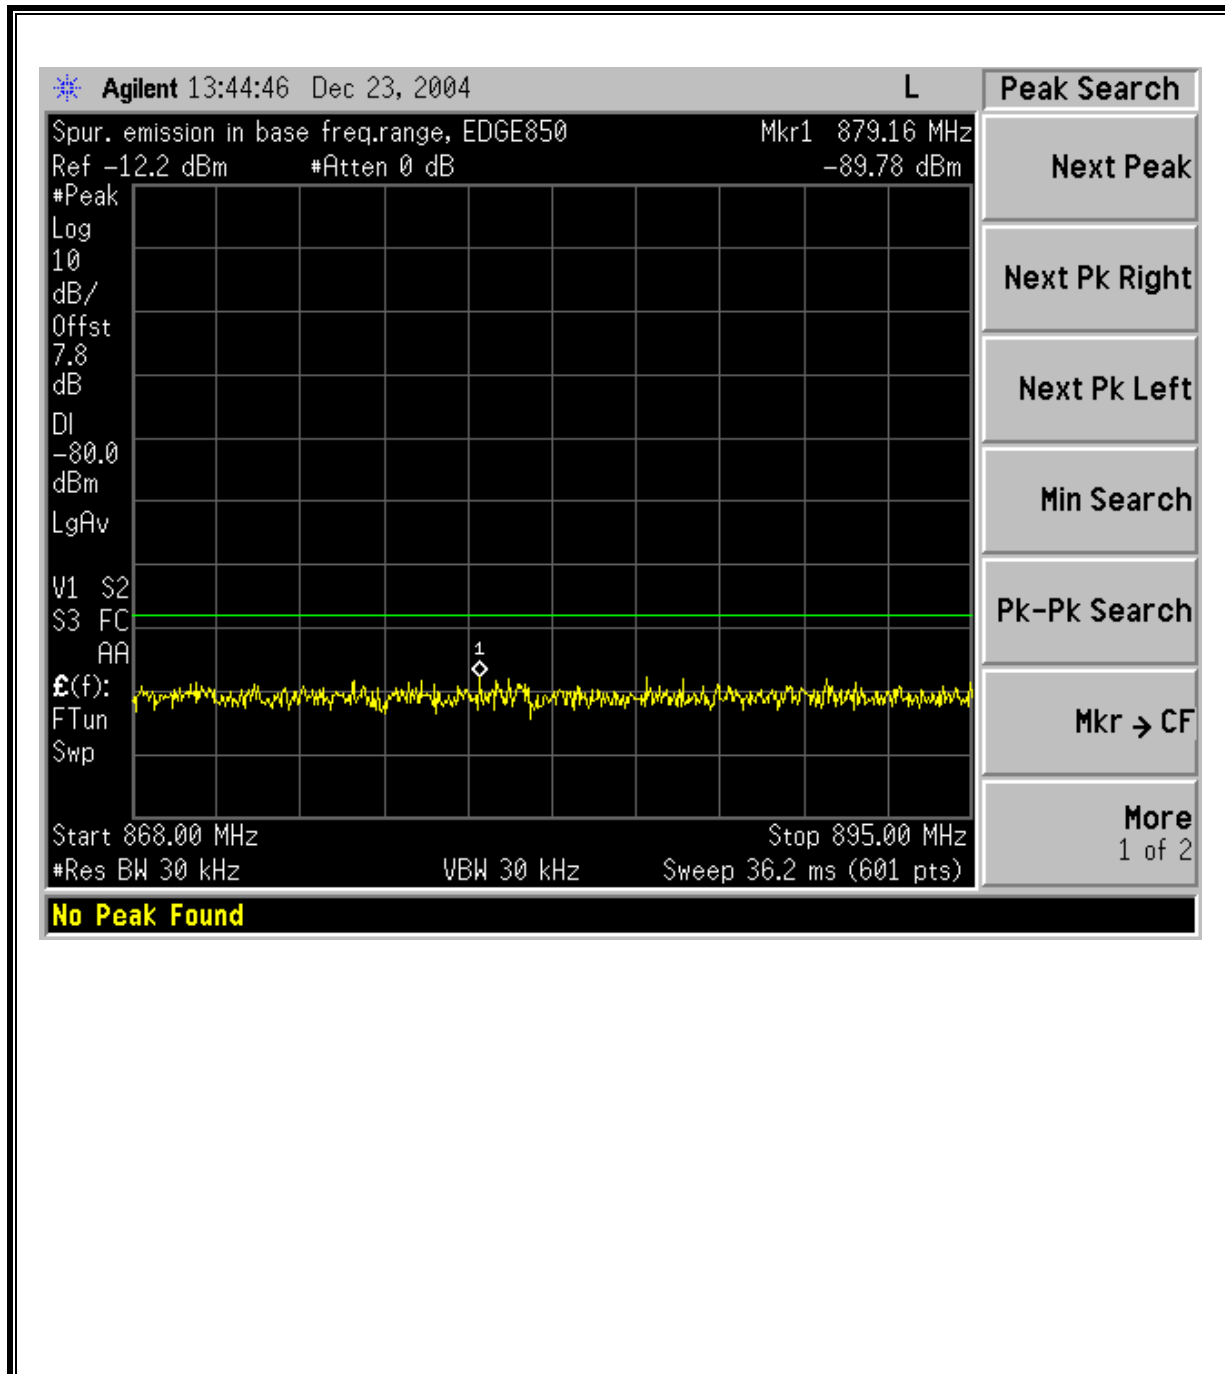 Agilent 13:44:46 Dec 23, 2004 L
Peak Search
Spur. emission in base freq.range, EDGE850 Mkr1 879.16 MHz
Ref -12.2 dBm #Atten 0 dB -89.78 dBm
#Peak
Log
10
dB/
Offst
7.8
dB
DI
-80.0
dBm
LgAv
V1 S2
S3 FC
AA
£(f):
FTun
Swp
1
Start 868.00 MHz Stop 895.00 MHz
#Res BW 30 kHz VBW 30 kHz Sweep 36.2 ms (601 pts)
No Peak Found
Next Peak
Next Pk Right
Next Pk Left
Min Search
Pk-Pk Search
Mkr → CF
More
1 of 2